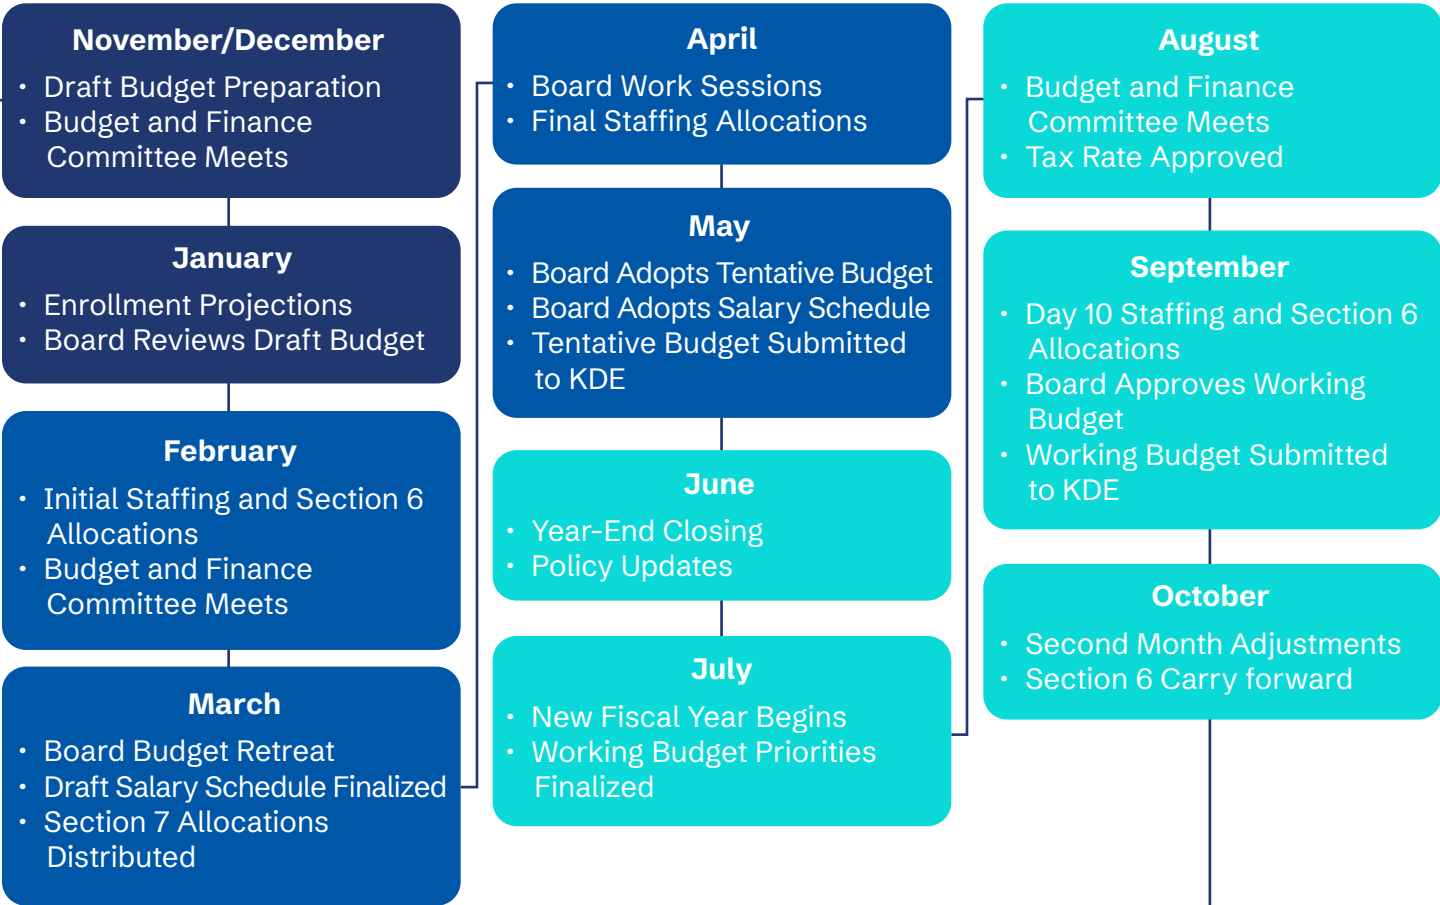 November/December
• Draft Budget Preparation
• Budget and Finance
Committee Meets
January
• Enrollment Projections
• Board Reviews Draft Budget
February
• Initial Staffing and Section 6
Allocations
• Budget and Finance
Committee Meets
March
• Board Budget Retreat
• Draft Salary Schedule Finalized
• Section 7 Allocations
Distributed
April
• Board Work Sessions
• Final Staffing Allocations
May
• Board Adopts Tentative Budget
• Board Adopts Salary Schedule
• Tentative Budget Submitted
to KDE
June
• Year-End Closing
• Policy Updates
July
• New Fiscal Year Begins
• Working Budget Priorities
Finalized
August
• Budget and Finance
Committee Meets
• Tax Rate Approved
September
• Day 10 Staffing and Section 6
Allocations
• Board Approves Working
Budget
• Working Budget Submitted
to KDE
October
• Second Month Adjustments
• Section 6 Carry forward